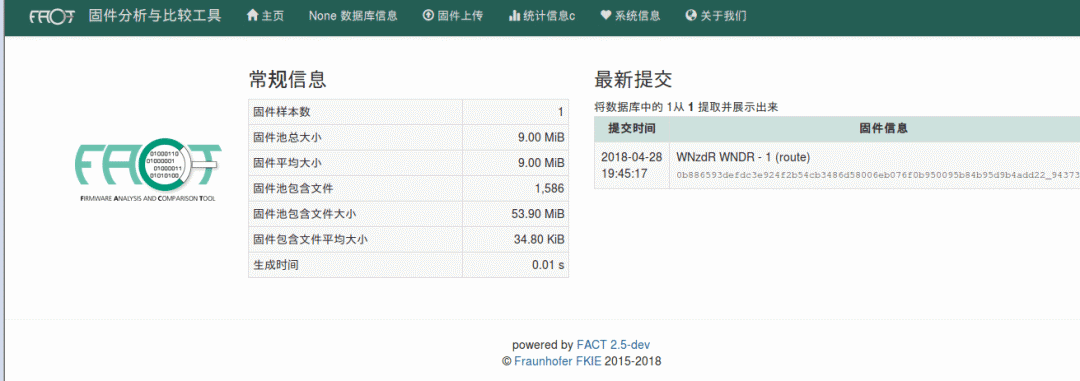 FACT 固件分析与比较工具 主页 None 数据库信息 固件上传 统计信息c 系统信息 关于我们
常规信息
固件样本数 1
固件池总大小 9.00 MiB
固件平均大小 9.00 MiB
固件池包含文件 1,586
固件池包含文件大小 53.90 MiB
固件包含文件平均大小 34.80 KiB
生成时间 0.01 s
最新提交
将数据库中的 1从 1 提取并展示出来
提交时间 固件信息
2018-04-28 WNzdR WNDR - 1 (route)
19:45:17 0b886593defdc3e924f2b54cb3486d58006eb076f0b950095b84b95d9b4add22_94373
FACT
01000110
01000001
01000011
01010100
FIRMWARE ANALYSIS AND COMPARISON TOOL
powered by FACT 2.5-dev
© Fraunhofer FKIE 2015-2018